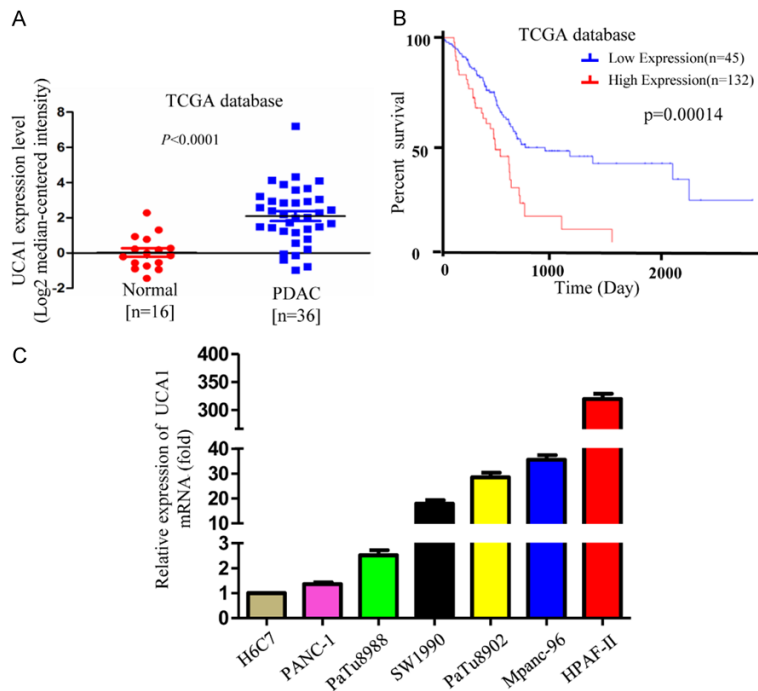 A
TCGA database
P<0.0001
UCA1 expression level
(Log2 median-centered intensity)
8
6
4
2
0
-2
Normal
[n=16]
PDAC
[n=36]
B
TCGA database
Low Expression(n=45)
High Expression(n=132)
p=0.00014
Percent survival
100
50
0
0
1000
2000
Time (Day)
C
Relative expression of UCA1
mRNA (fold)
400
350
300
40
30
20
10
3
2
1
0
H6C7
PANC-1
PaTu8988
SW1990
PaTu8902
Mpanc-96
HPAF-II